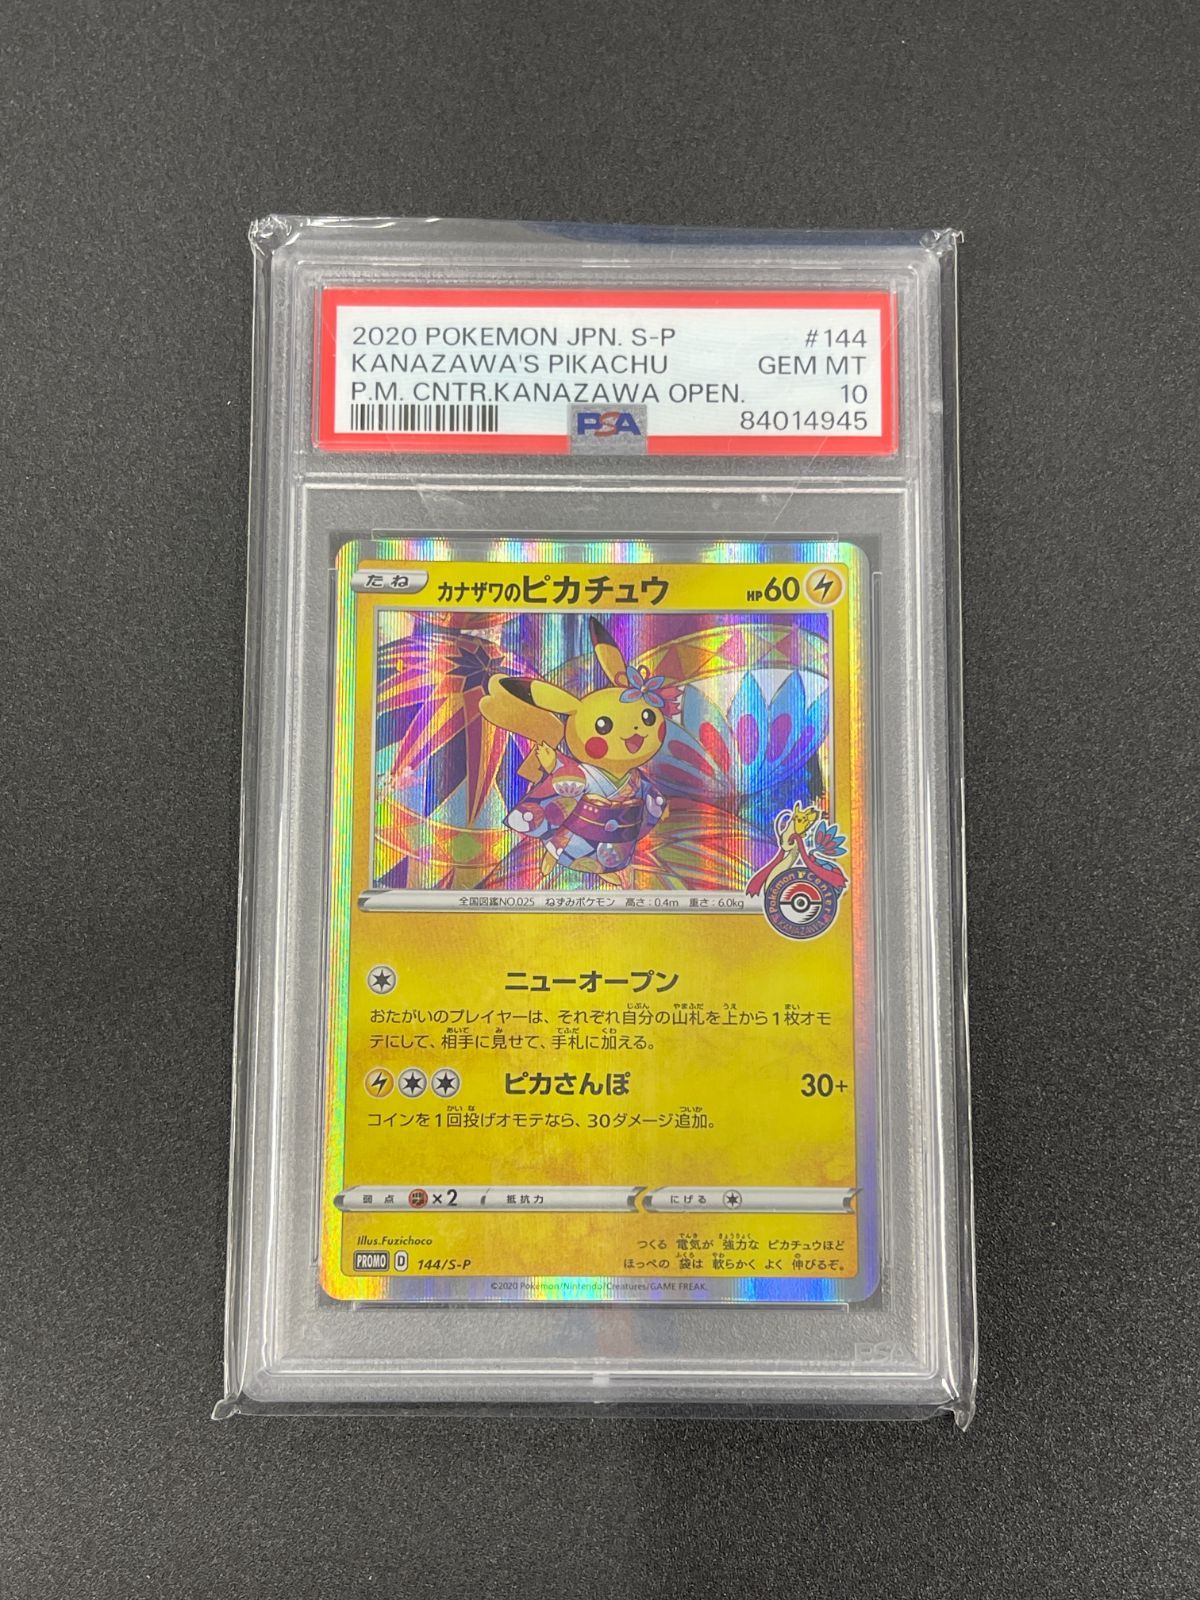 2020 POKEMON JPN. S-P #144
KANAZAWA'S PIKACHU GEM MT
P.M. CNTR.KANAZAWA OPEN. 10
PSA 84014945
たね カナザワのピカチュウ HP60
Pokémon Center
KANAZAWA
全国図鑑NO.025 ねずみポケモン 高さ:0.4m 重さ:6.0kg
ニューオープン
おたがいのプレイヤーは、それぞれ自分の山札を上から1枚オモ
テにして、相手に見せて、手札に加える。
ピカさんぽ 30+
コインを1回投げオモテなら、30ダメージ追加。
弱点 ×2 抵抗力 にげる
Illus.Fuzichoco
つくる 電気が 強力な ピカチュウほど
PROMO D 144/S-P ほっぺの 袋は 軟らかく よく 伸びるぞ。
©2020 Pokémon/Nintendo/Creatures/GAME FREAK.
PSA